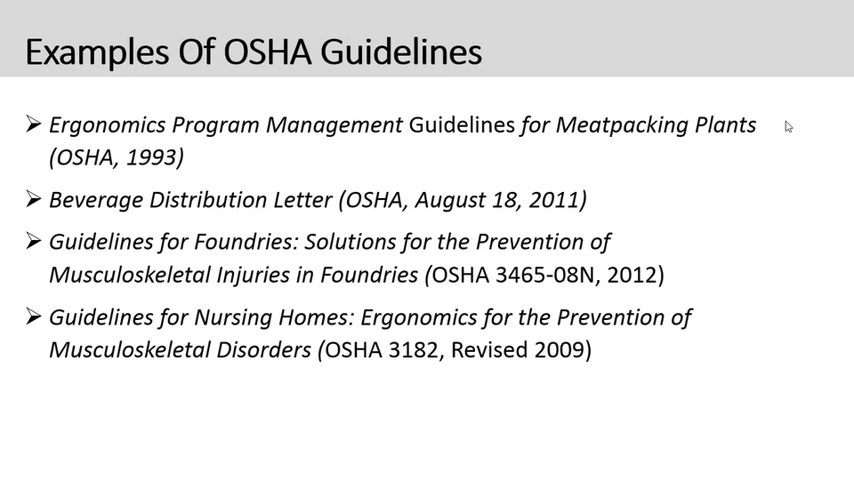 Examples Of OSHA Guidelines
Ergonomics Program Management Guidelines for Meatpacking Plants
(OSHA, 1993)
Beverage Distribution Letter (OSHA, August 18, 2011)
Guidelines for Foundries: Solutions for the Prevention of
Musculoskeletal Injuries in Foundries (OSHA 3465-08N, 2012)
Guidelines for Nursing Homes: Ergonomics for the Prevention of
Musculoskeletal Disorders (OSHA 3182, Revised 2009)